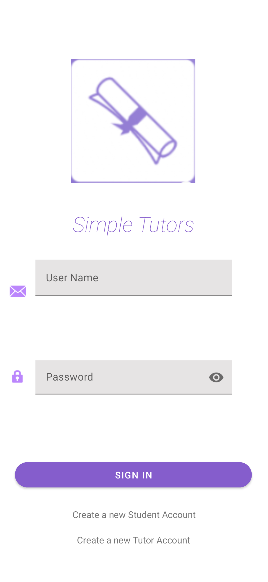 Simple Tutors
User Name
Password
SIGN IN
Create a new Student Account
Create a new Tutor Account